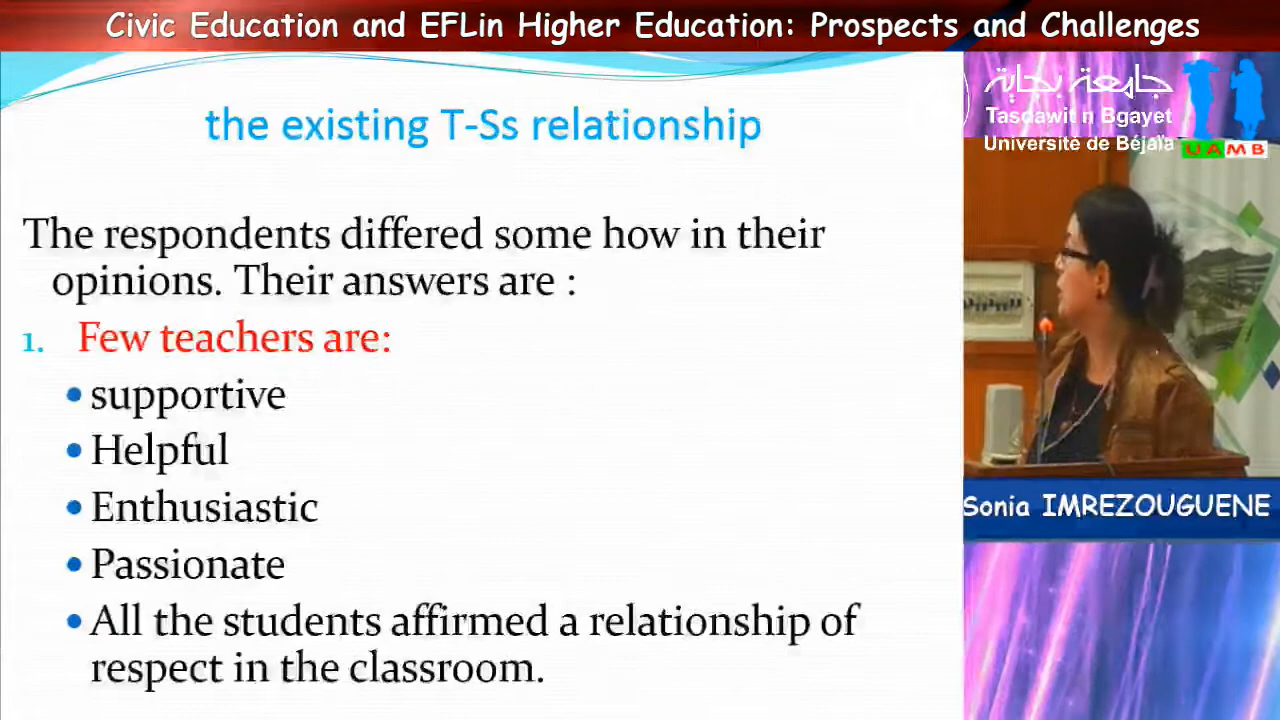 Civic Education and EFLin Higher Education: Prospects and Challenges
the existing T-Ss relationship
The respondents differed some how in their
opinions. Their answers are :
1. Few teachers are:
• supportive
• Helpful
• Enthusiastic
• Passionate
• All the students affirmed a relationship of
respect in the classroom.
جامعة بجاية
Tasdawit n Bgayet
Université de Béjaïa
UAMB
Sonia IMREZOUGUENE